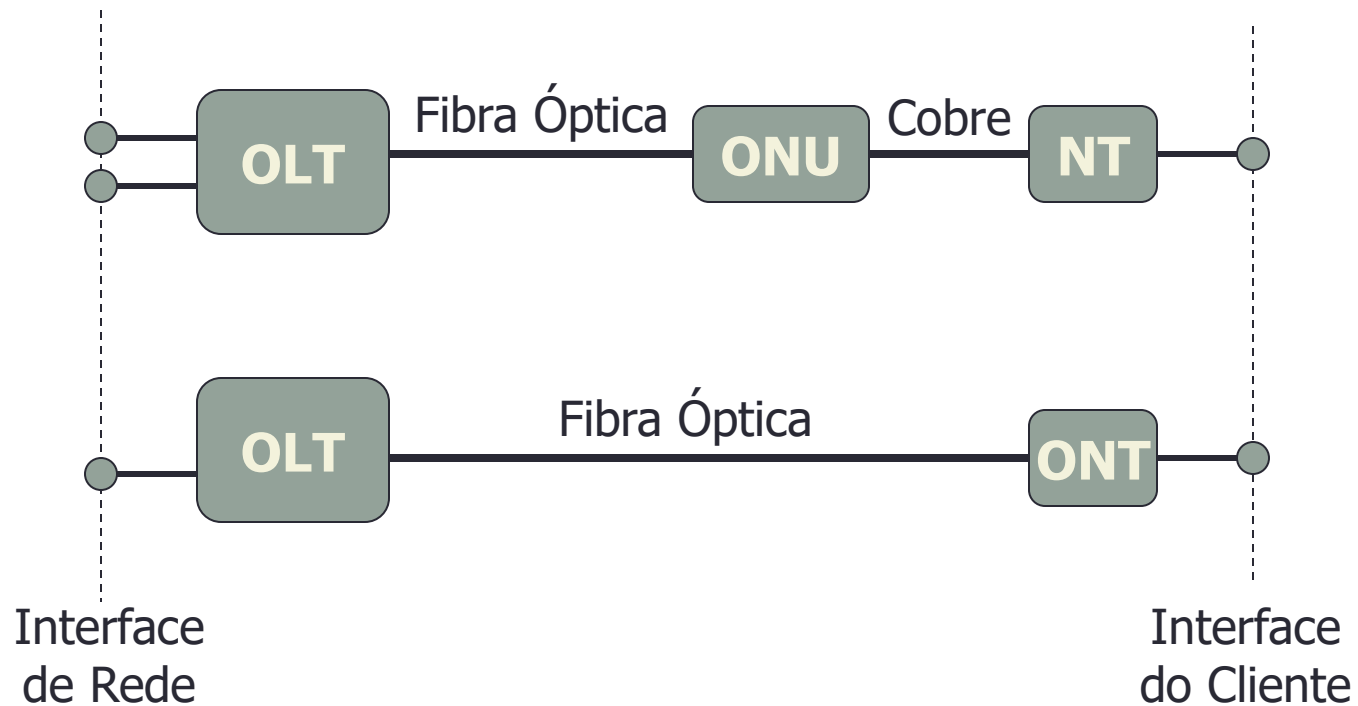 Fibra Óptica
Cobre
OLT
ONU
NT
Fibra Óptica
OLT
ONT
Interface
de Rede
Interface
do Cliente